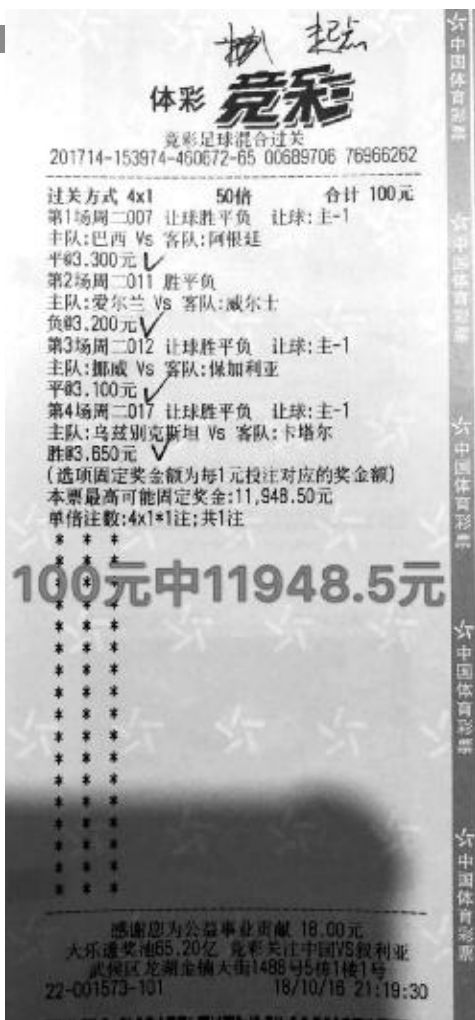 起点
体彩 竞彩
竞彩足球混合过关
201714-153974-460672-65 00689706 76966262
过关方式 4x1 50倍 合计 100元
第1场周二007 让球胜平负 让球:主-1
主队:巴西 Vs 客队:阿根廷
平@3.300元
第2场周二011 胜平负
主队:爱尔兰 Vs 客队:威尔士
负@3.200元
第3场周二012 让球胜平负 让球:主-1
主队:挪威 Vs 客队:保加利亚
平@3.100元
第4场周二017 让球胜平负 让球:主-1
主队:乌兹别克斯坦 Vs 客队:卡塔尔
胜@3.650元
(选项固定奖金额为每1元投注对应的奖金额)
本票最高可能固定奖金:11,948.50元
单倍注数:4x1*1注;共1注
100元中11948.5元
感谢您为公益事业贡献 18.00元
大乐透奖池65.20亿 竞彩关注中国VS叙利亚
武侯区龙湖金楠大街1488号5栋1楼1号
22-001573-101 18/10/16 21:19:30
中国体育彩票
中国体育彩票
中国体育彩票
中国体育彩票
中国体育彩票